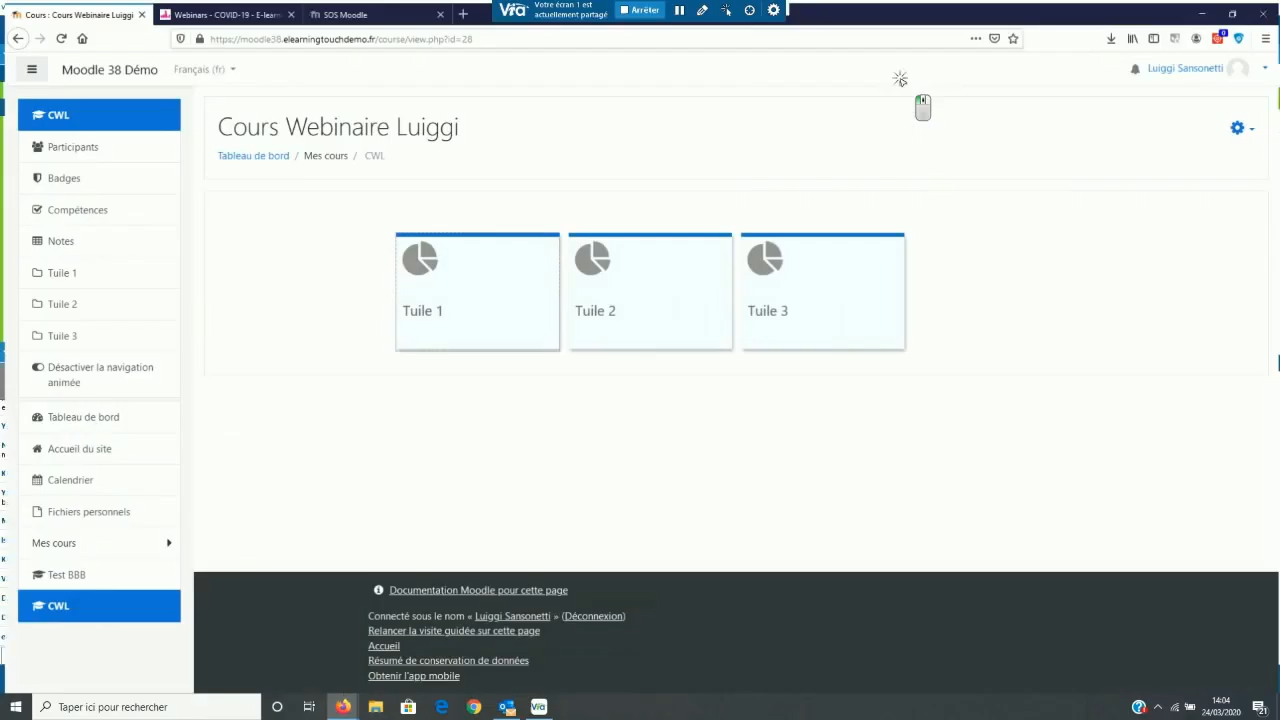 Cours : Cours Webinaire Luiggi
Webinars - COVID-19 - E-learn
SOS Moodle
Via
Votre écran 1 est
actuellement partagé
Arrêter
https://moodle38.elearningtouchdemo.fr/course/view.php?id=28
Moodle 38 Démo
Français (fr)
Luiggi Sansonetti
CWL
Participants
Badges
Compétences
Notes
Tuile 1
Tuile 2
Tuile 3
Désactiver la navigation
animée
Tableau de bord
Accueil du site
Calendrier
Fichiers personnels
Mes cours
Test BBB
CWL
Cours Webinaire Luiggi
Tableau de bord / Mes cours / CWL
Tuile 1
Tuile 2
Tuile 3
Documentation Moodle pour cette page
Connecté sous le nom « Luiggi Sansonetti » (Déconnexion)
Relancer la visite guidée sur cette page
Accueil
Résumé de conservation de données
Obtenir l'app mobile
Taper ici pour rechercher
14:04
24/03/2020